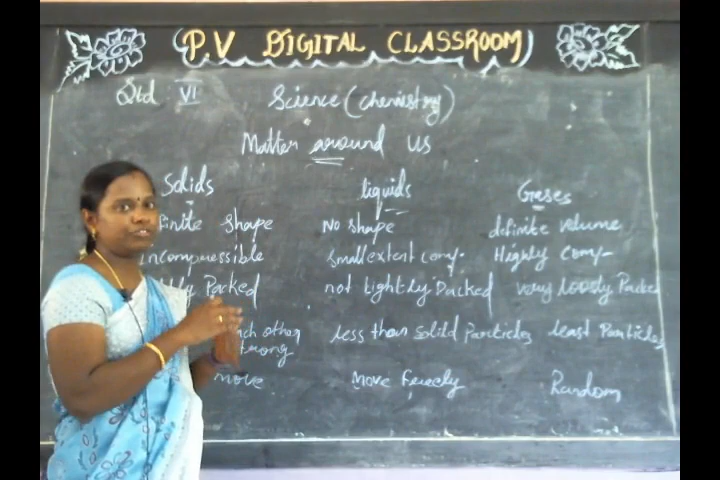 P.V DIGITAL CLASSROOM
Std VI Science (chemistry)
Matter around us
Solids liquids Gases
finite shape No shape definite volume
incompressible small extent comp. Highly comp-
Packed not tightly Packed very loosely Packed
each other less than solid Particles least Particles
strong
move Move freely Random